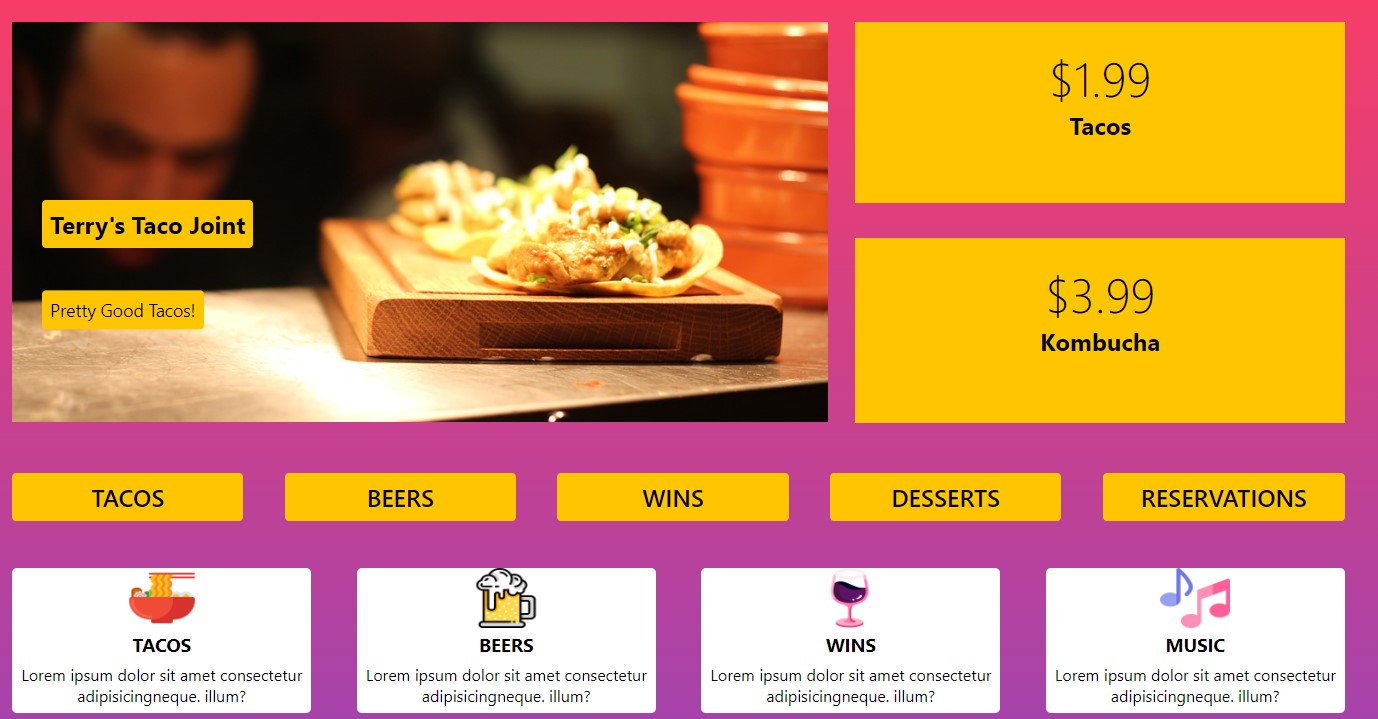 Terry's Taco Joint
Pretty Good Tacos!
$1.99
Tacos
$3.99
Kombucha
TACOS
BEERS
WINS
DESSERTS
RESERVATIONS
TACOS
Lorem ipsum dolor sit amet consectetur
adipisicingneque. illum?
BEERS
Lorem ipsum dolor sit amet consectetur
adipisicingneque. illum?
WINS
Lorem ipsum dolor sit amet consectetur
adipisicingneque. illum?
MUSIC
Lorem ipsum dolor sit amet consectetur
adipisicingneque. illum?